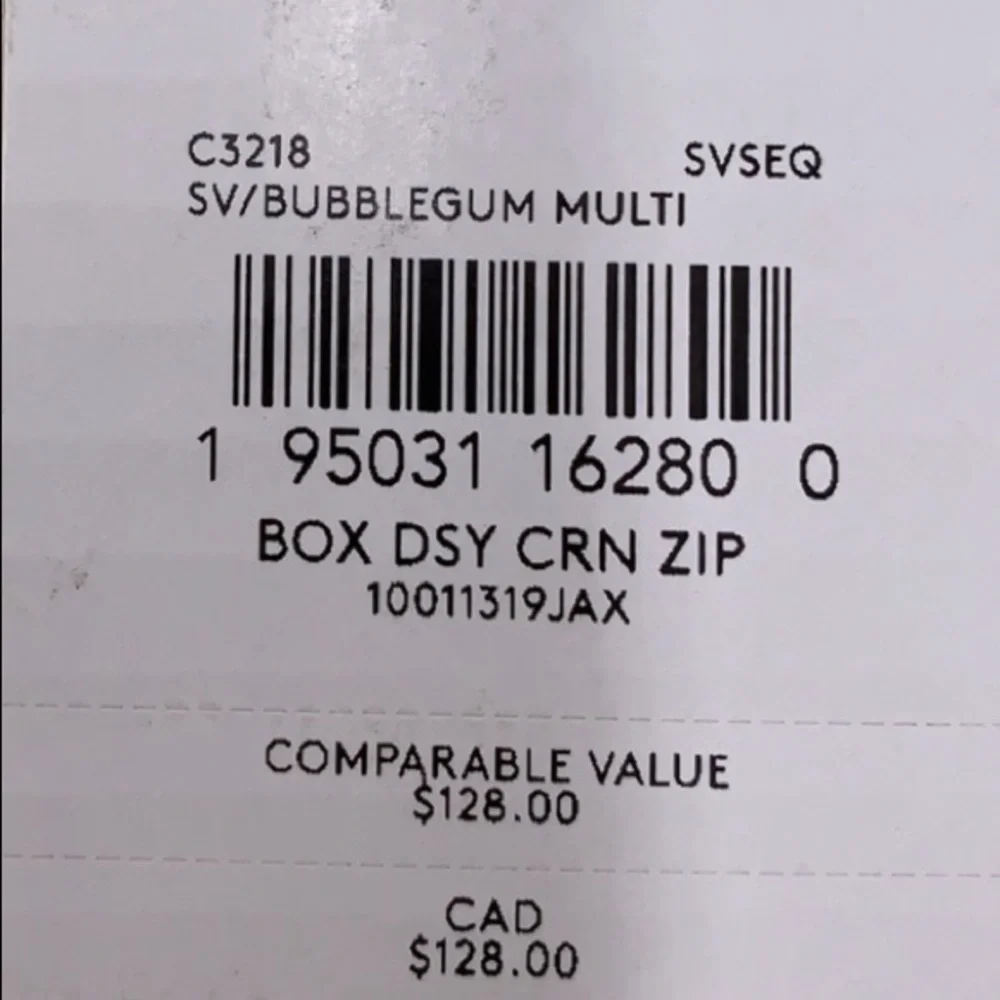 C3218 SVSEQ
SV/BUBBLEGUM MULTI
1 95031 16280 0
BOX DSY CRN ZIP
10011319JAX
COMPARABLE VALUE
$128.00
CAD
$128.00